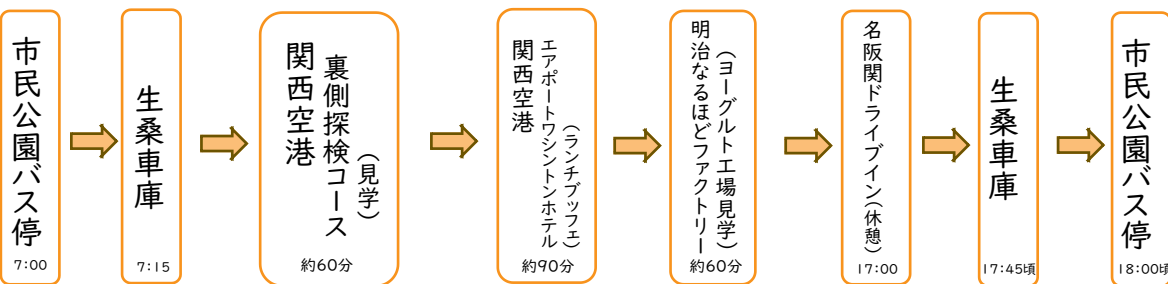 市民公園バス停
7:00
生桑車庫
7:15
関西空港
裏側探検コース
(見学)
約60分
関西空港
エアポートワシントンホテル
(ランチブッフェ)
約90分
明治なるほどファクトリー
(ヨーグルト工場見学)
約60分
名阪関ドライブイン(休憩)
17:00
生桑車庫
17:45頃
市民公園バス停
18:00頃